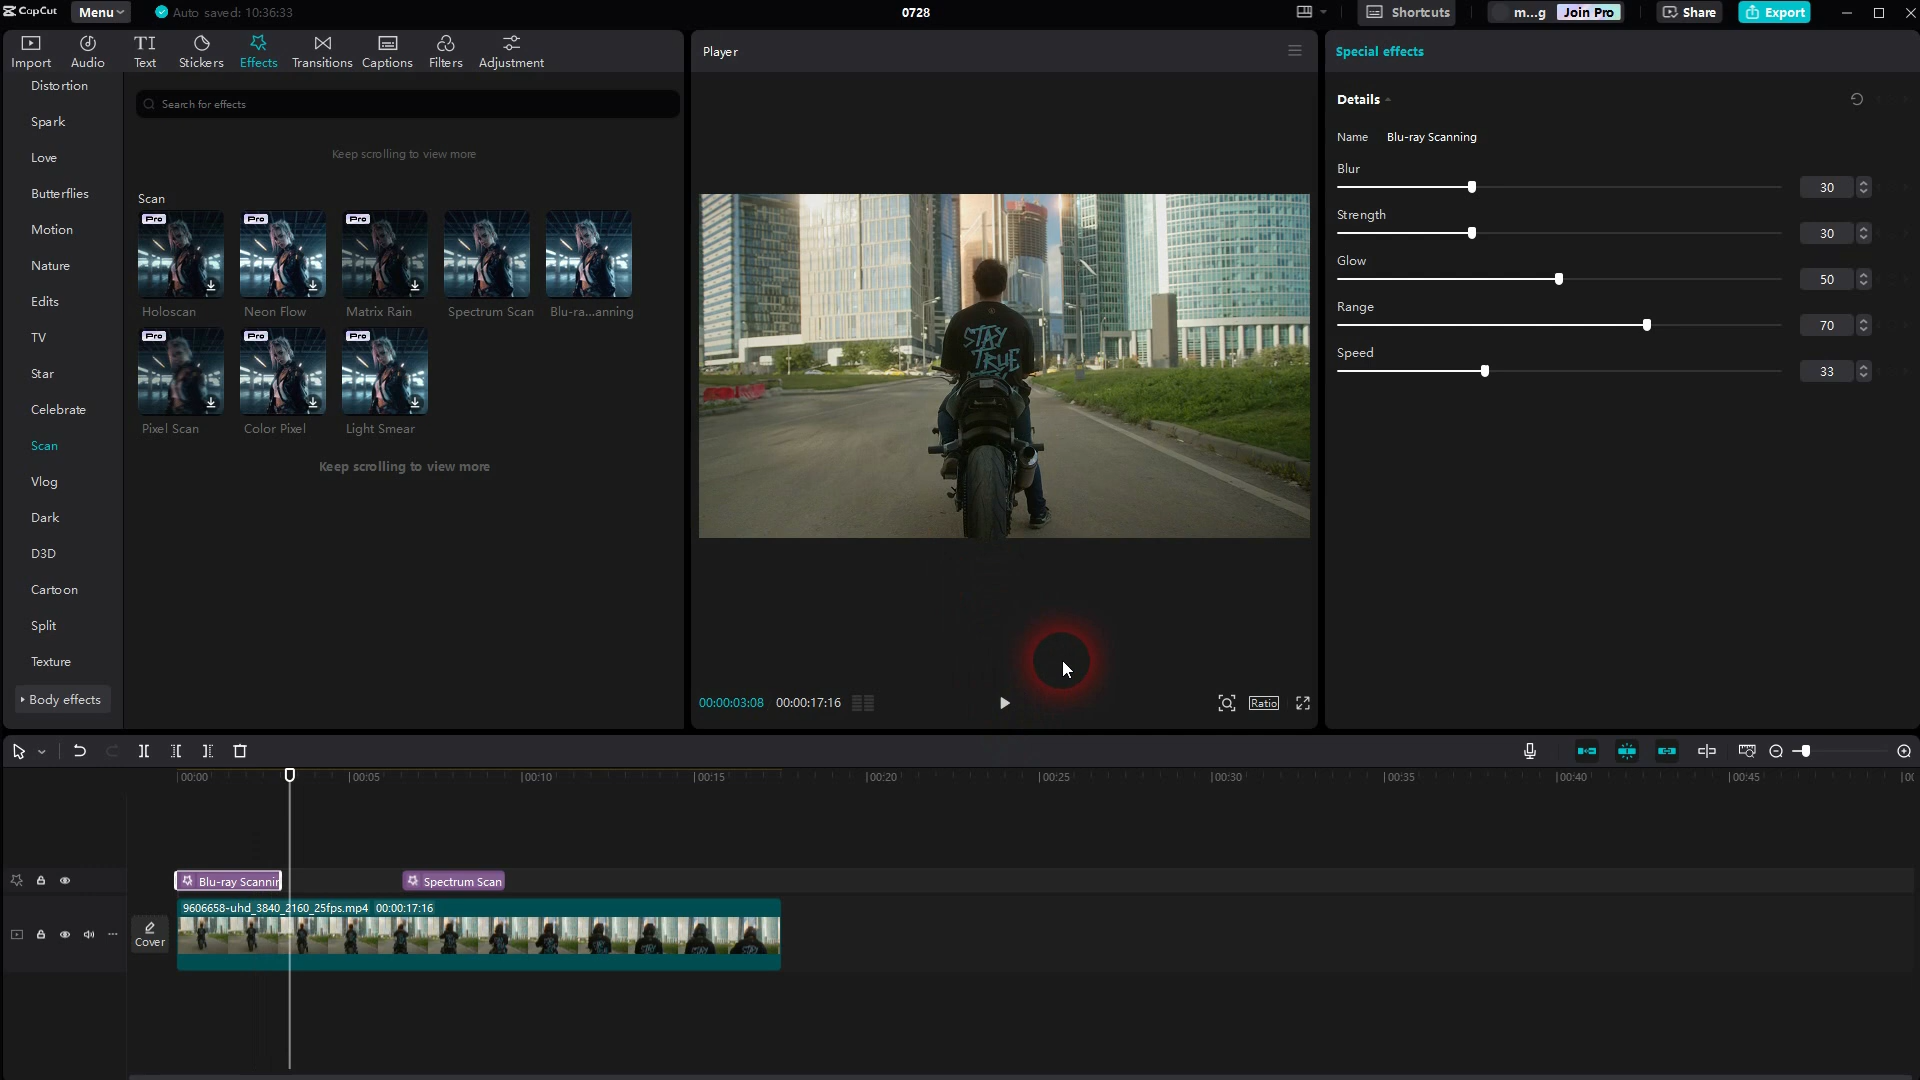 CapCut
Menu
Auto saved: 10:36:33
0728
Shortcuts
m...g
Join Pro
Share
Export
Import
Audio
Text
Stickers
Effects
Transitions
Captions
Filters
Adjustment
Distortion
Spark
Love
Butterflies
Motion
Nature
Edits
TV
Star
Celebrate
Scan
Vlog
Dark
D3D
Cartoon
Split
Texture
Body effects
Search for effects
Keep scrolling to view more
Scan
Pro
Pro
Pro
Holoscan
Neon Flow
Matrix Rain
Spectrum Scan
Blu-ra...anning
Pro
Pro
Pro
Pixel Scan
Color Pixel
Light Smear
Keep scrolling to view more
Player
STAY
TRUE
00:00:03:08
00:00:17:16
Ratio
Special effects
Details
Name Blu-ray Scanning
Blur
30
Strength
30
Glow
50
Range
70
Speed
33
00:00
00:05
00:10
00:15
00:20
00:25
00:30
00:35
00:40
00:45
Blu-ray Scannin
Spectrum Scan
Cover
9606658-uhd_3840_2160_25fps.mp4 00:00:17:16